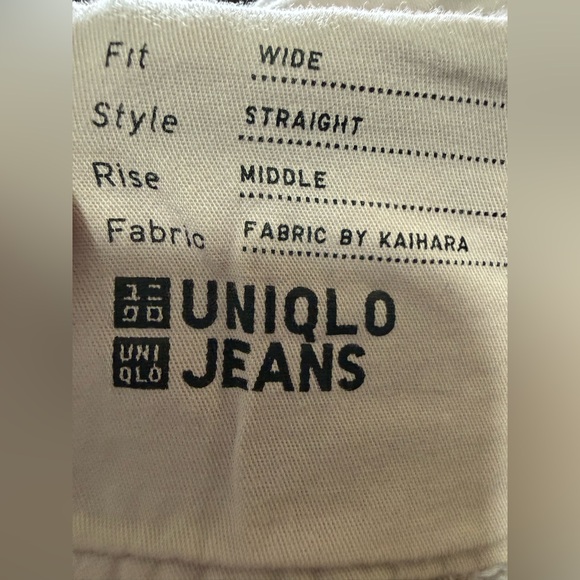 Fit WIDE
Style STRAIGHT
Rise MIDDLE
Fabric FABRIC BY KAIHARA
ユニ UNIQLO
クロ
UNI JEANS
QLO